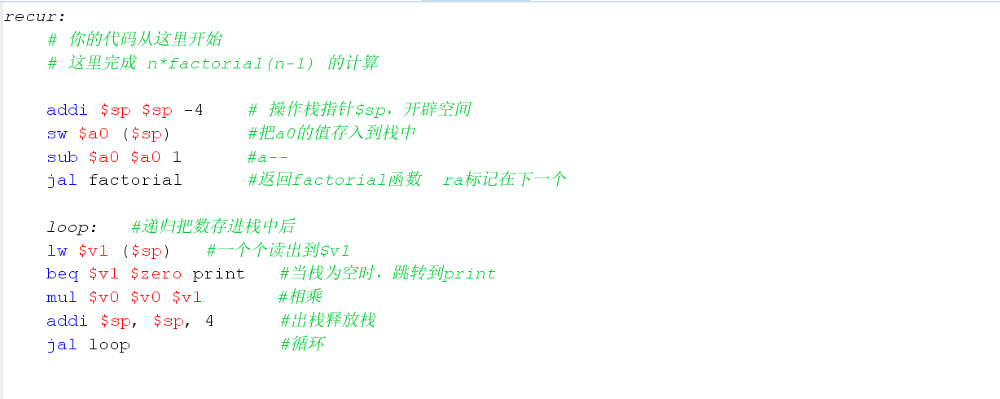 recur:
# 你的代码从这里开始
# 这里完成 n*factorial(n-1) 的计算
addi $sp $sp -4 # 操作栈指针$sp，开辟空间
sw $a0 ($sp) #把a0的值存入到栈中
sub $a0 $a0 1 #a--
jal factorial #返回factorial函数 ra标记在下一个
loop: #递归把数存进栈中后
lw $v1 ($sp) #一个个读出到$v1
beq $v1 $zero print #当栈为空时，跳转到print
mul $v0 $v0 $v1 #相乘
addi $sp, $sp, 4 #出栈释放栈
jal loop #循环